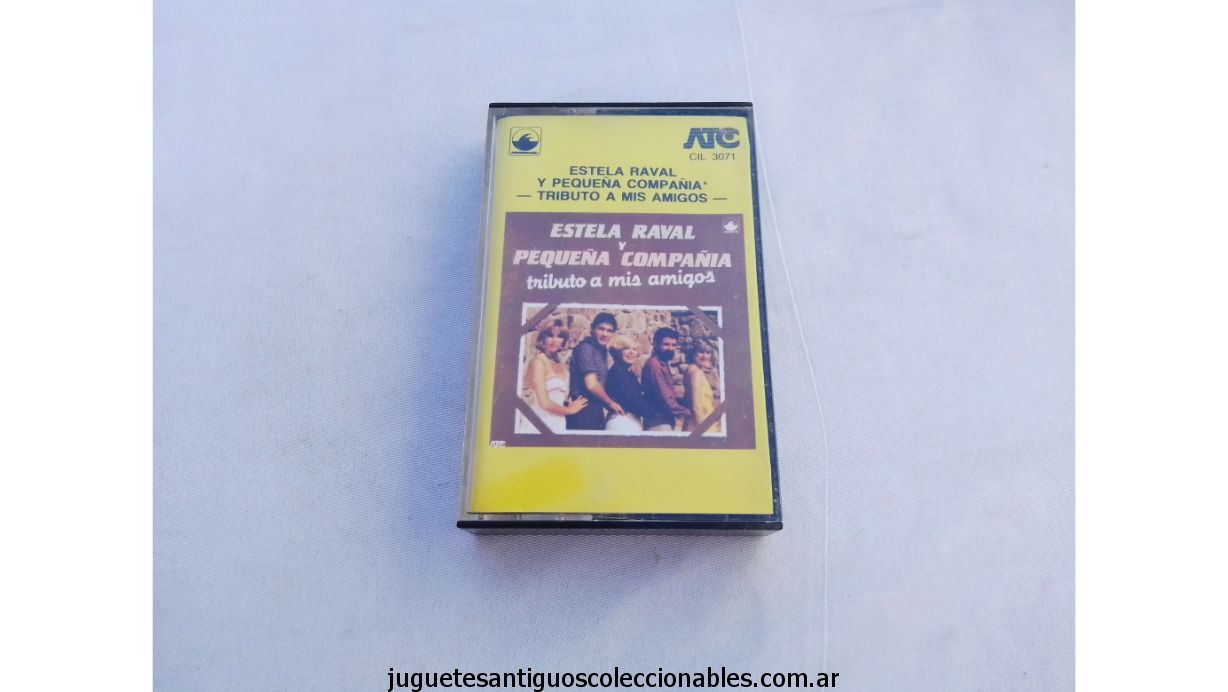 ATC
CIL 3071
ESTELA RAVAL
Y PEQUEÑA COMPAÑIA*
— TRIBUTO A MIS AMIGOS —
ESTELA RAVAL
Y
PEQUEÑA COMPAÑIA
tributo a mis amigos
ATC
juguetesantiguoscoleccionables.com.ar